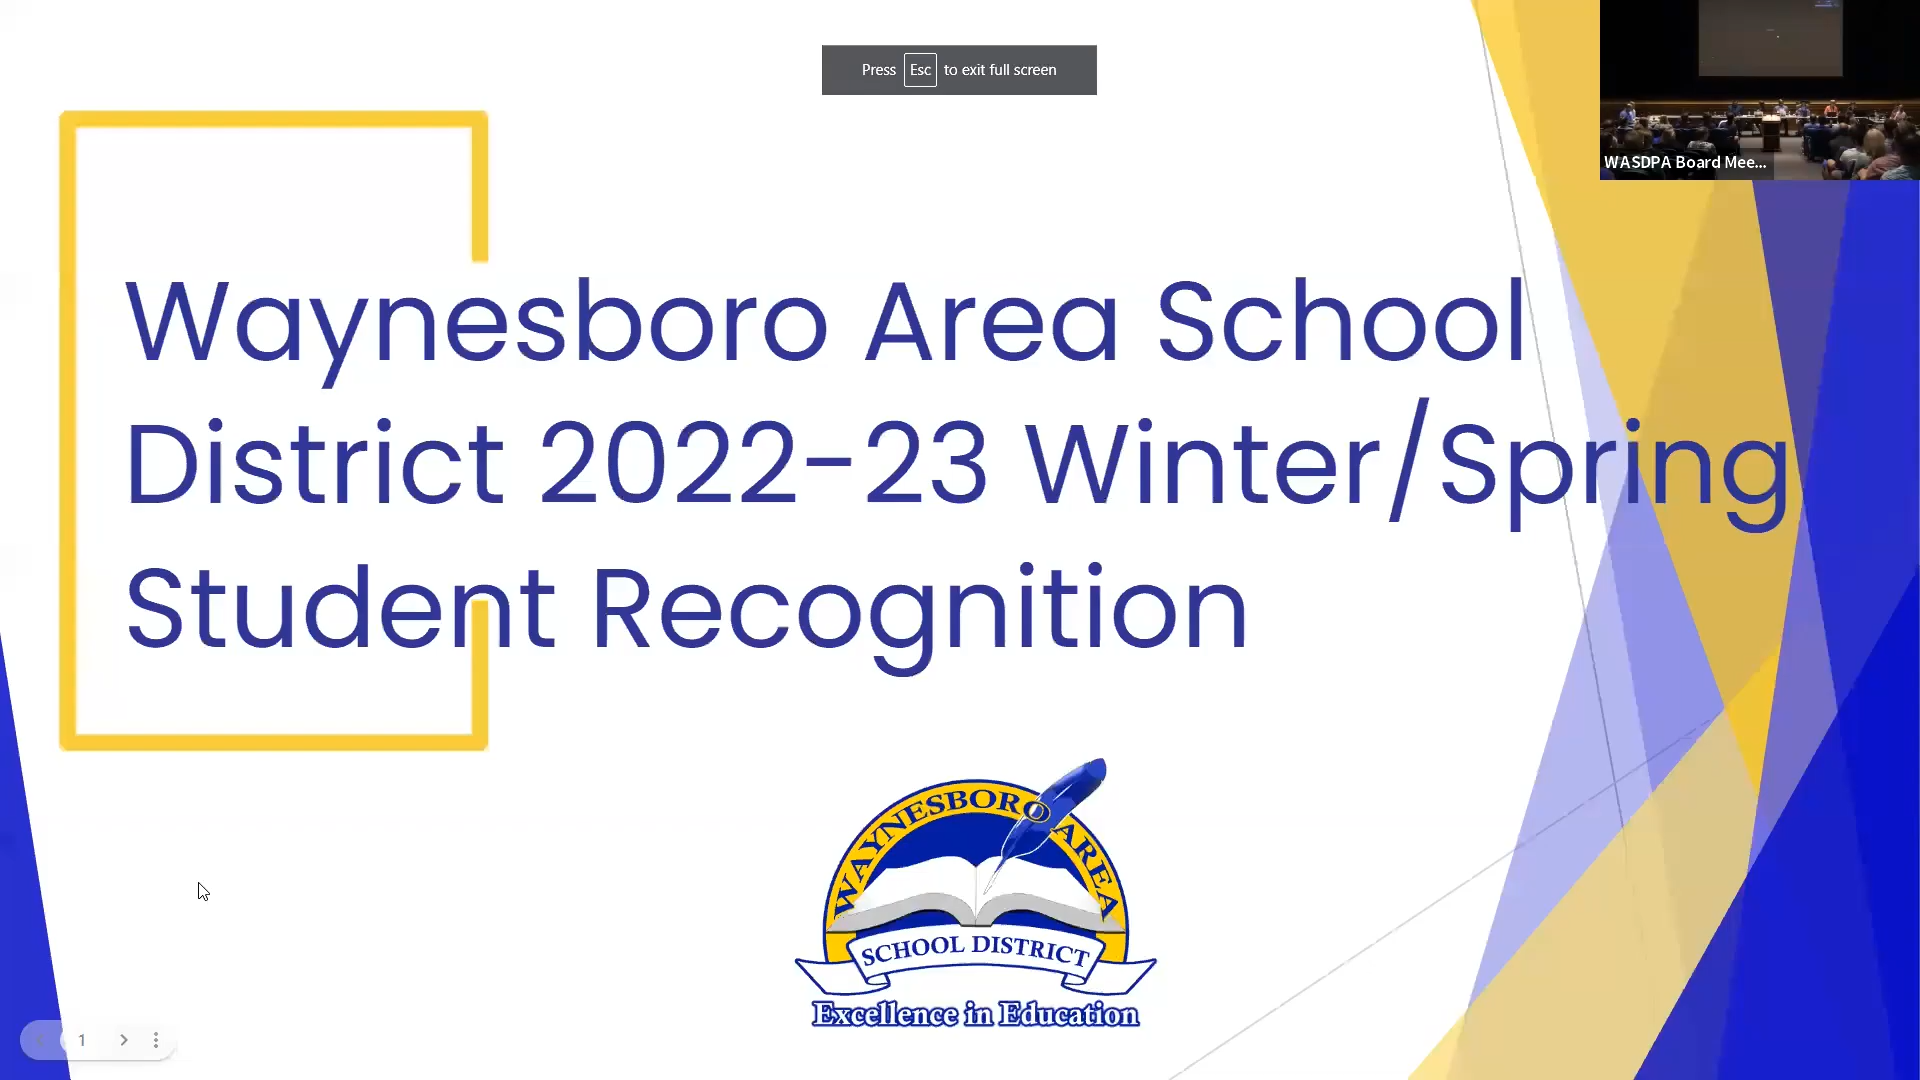 Press Esc to exit full screen
WASDPA Board Mee...
Waynesboro Area School
District 2022-23 Winter/Spring
Student Recognition
WAYNESBORO AREA
SCHOOL DISTRICT
Excellence in Education
1